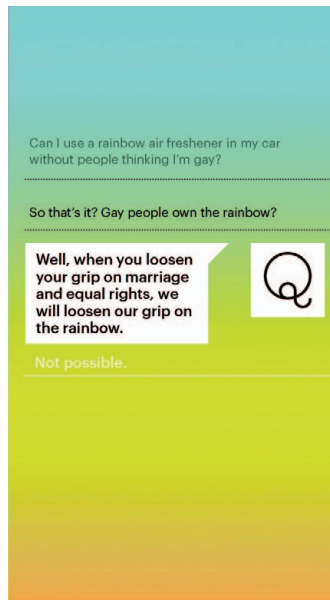 Can I use a rainbow air freshener in my car
without people thinking I'm gay?
So that's it? Gay people own the rainbow?
Well, when you loosen
your grip on marriage
and equal rights, we
will loosen our grip on
the rainbow.
Q
Not possible.